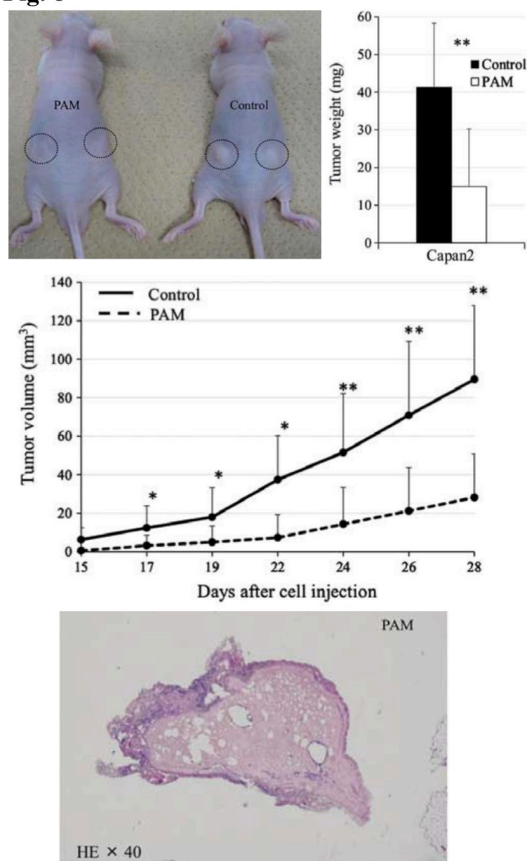 PAM
Control
Tumor weight (mg)
60
50
40
30
20
10
0
**
Control
PAM
Capan2
Tumor volume (mm³)
140
120
100
80
60
40
20
0
Control
PAM
*
*
*
**
**
**
15
17
19
22
24
26
28
Days after cell injection
PAM
HE × 40